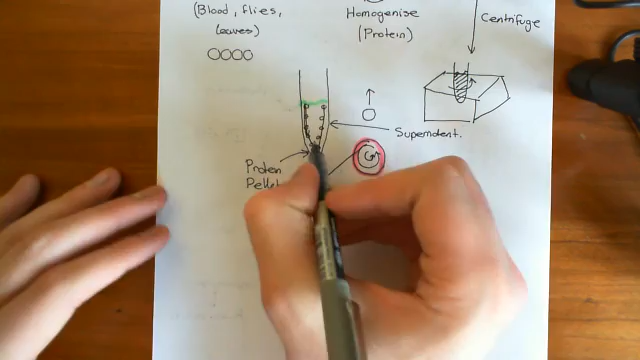 (Blood, flies,
leaves)
Homogenise
(Protein)
Centrifuge
Supernatent.
Protein
Pellet
G